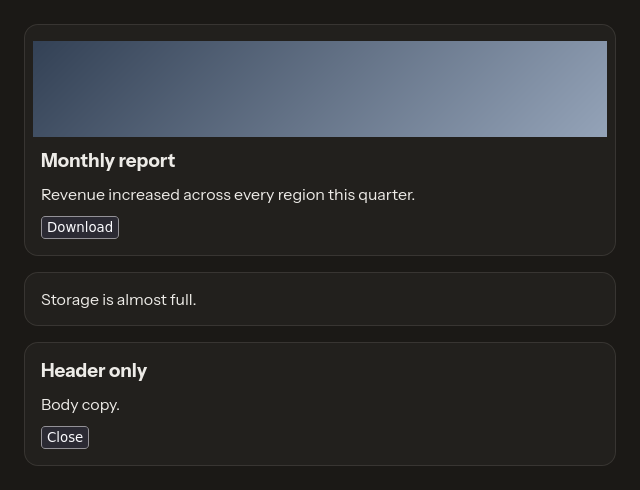 Monthly report
Revenue increased across every region this quarter.
Download
Storage is almost full.
Header only
Body copy.
Close